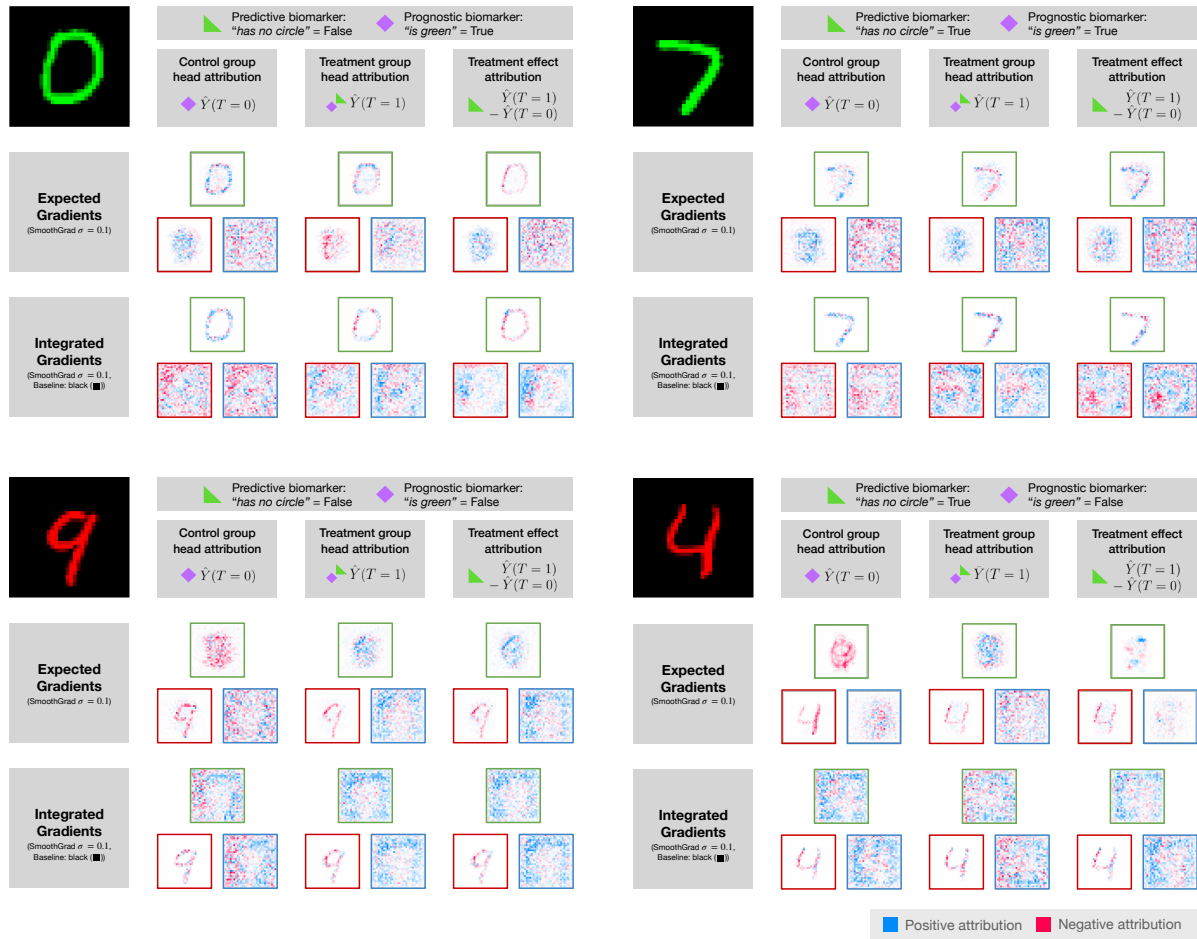 Predictive biomarker:
"has no circle" = False
Prognostic biomarker:
"is green" = True
Control group
head attribution
Ŷ(T = 0)
Treatment group
head attribution
Ŷ(T = 1)
Treatment effect
attribution
Ŷ(T = 1)
− Ŷ(T = 0)
Expected
Gradients
(SmoothGrad σ = 0.1)
Integrated
Gradients
(SmoothGrad σ = 0.1,
Baseline: black (■))
Predictive biomarker:
"has no circle" = True
Prognostic biomarker:
"is green" = True
Control group
head attribution
Ŷ(T = 0)
Treatment group
head attribution
Ŷ(T = 1)
Treatment effect
attribution
Ŷ(T = 1)
− Ŷ(T = 0)
Expected
Gradients
(SmoothGrad σ = 0.1)
Integrated
Gradients
(SmoothGrad σ = 0.1,
Baseline: black (■))
Predictive biomarker:
"has no circle" = False
Prognostic biomarker:
"is green" = False
Control group
head attribution
Ŷ(T = 0)
Treatment group
head attribution
Ŷ(T = 1)
Treatment effect
attribution
Ŷ(T = 1)
− Ŷ(T = 0)
Expected
Gradients
(SmoothGrad σ = 0.1)
Integrated
Gradients
(SmoothGrad σ = 0.1,
Baseline: black (■))
Predictive biomarker:
"has no circle" = True
Prognostic biomarker:
"is green" = False
Control group
head attribution
Ŷ(T = 0)
Treatment group
head attribution
Ŷ(T = 1)
Treatment effect
attribution
Ŷ(T = 1)
− Ŷ(T = 0)
Expected
Gradients
(SmoothGrad σ = 0.1)
Integrated
Gradients
(SmoothGrad σ = 0.1,
Baseline: black (■))
0
7
9
4
Positive attribution
Negative attribution